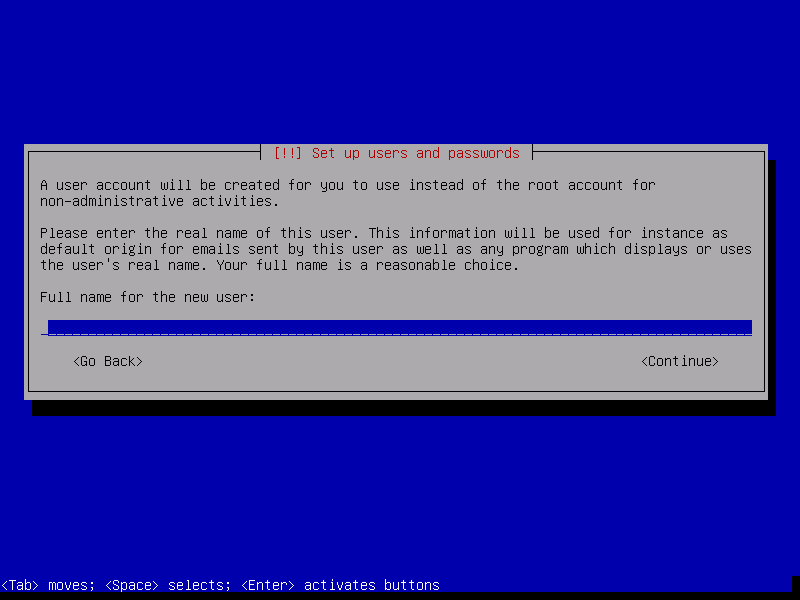 [!!] Set up users and passwords
A user account will be created for you to use instead of the root account for
non-administrative activities.
Please enter the real name of this user. This information will be used for instance as
default origin for emails sent by this user as well as any program which displays or uses
the user's real name. Your full name is a reasonable choice.
Full name for the new user:
<Go Back> <Continue>
<Tab> moves; <Space> selects; <Enter> activates buttons